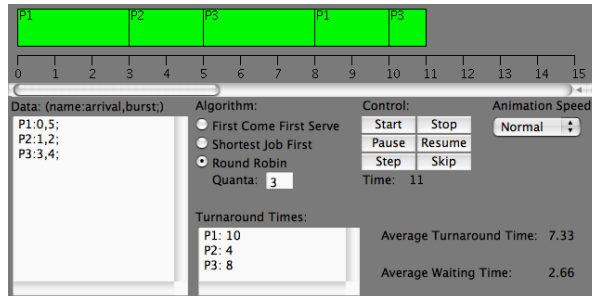 P1 P2 P3 P1 P3
0 1 2 3 4 5 6 7 8 9 10 11 12 13 14 15
Data: (name:arrival,burst;)
P1:0,5;
P2:1,2;
P3:3,4;
Algorithm:
First Come First Serve
Shortest Job First
Round Robin
Quanta: 3
Turnaround Times:
P1: 10
P2: 4
P3: 8
Control:
Start Stop
Pause Resume
Step Skip
Time: 11
Animation Speed
Normal
Average Turnaround Time: 7.33
Average Waiting Time: 2.66